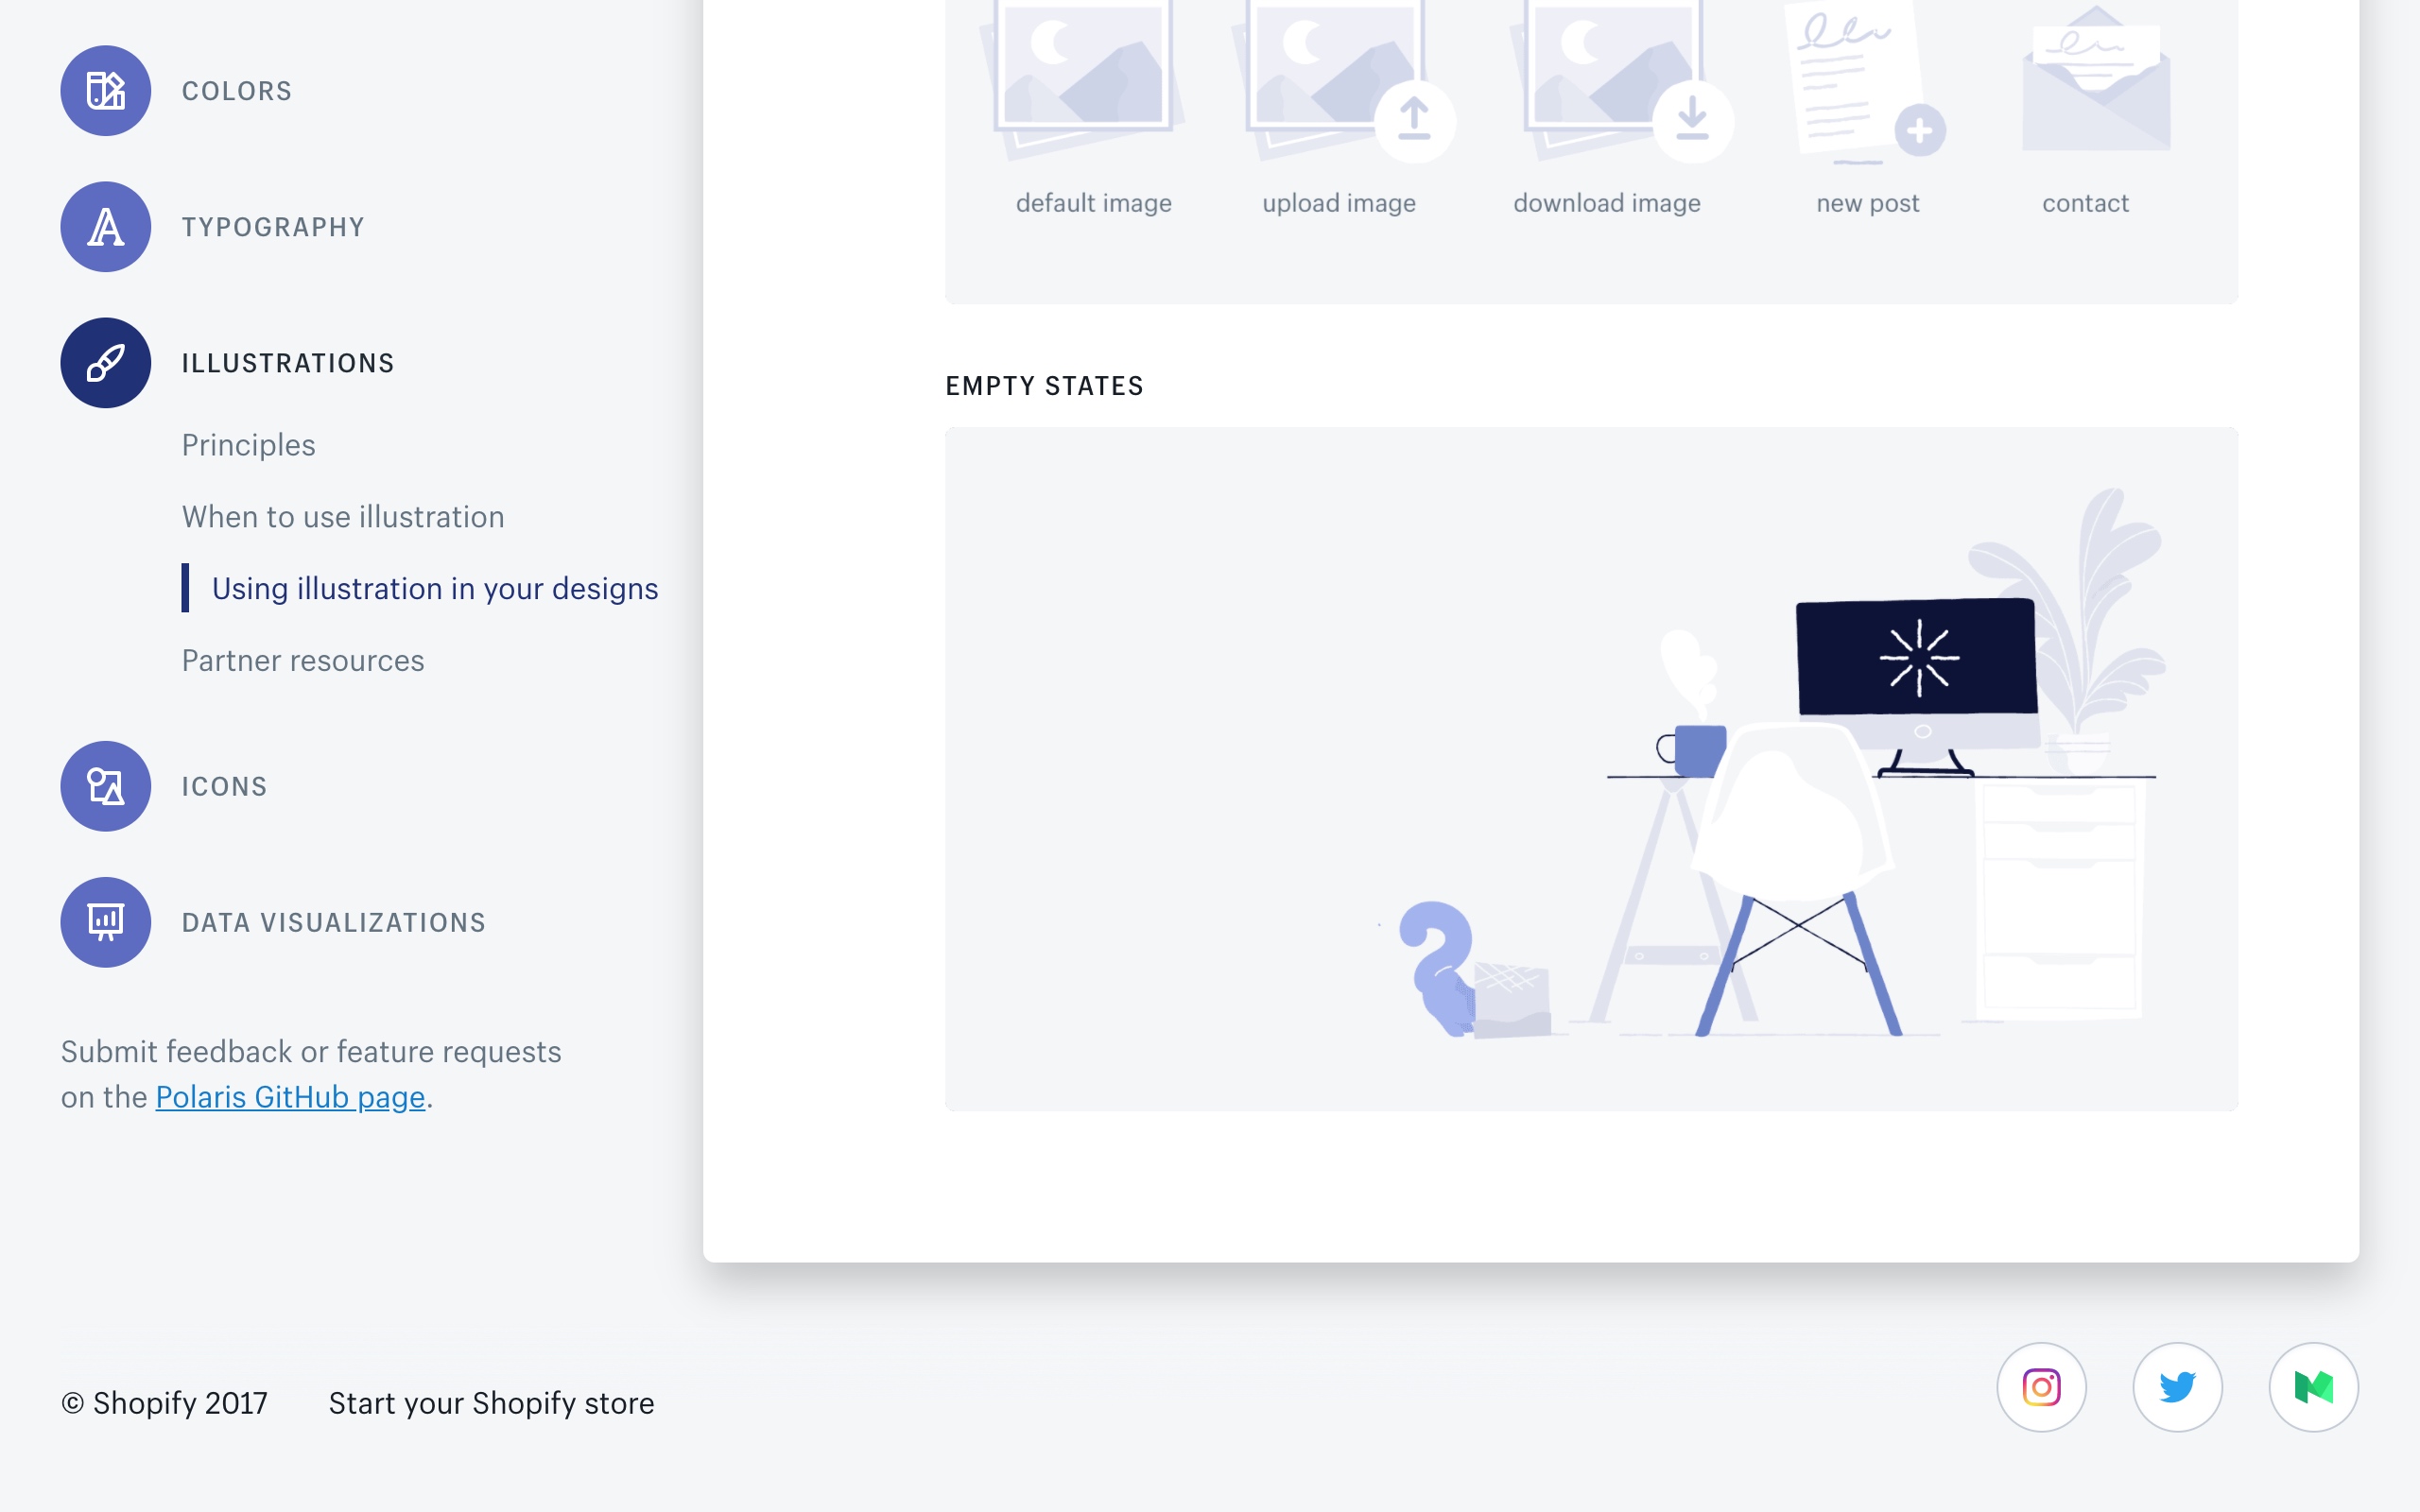 COLORS
TYPOGRAPHY
ILLUSTRATIONS
Principles
When to use illustration
Using illustration in your designs
Partner resources
ICONS
DATA VISUALIZATIONS
Submit feedback or feature requests
on the Polaris GitHub page.
default image
upload image
download image
new post
contact
EMPTY STATES
© Shopify 2017
Start your Shopify store